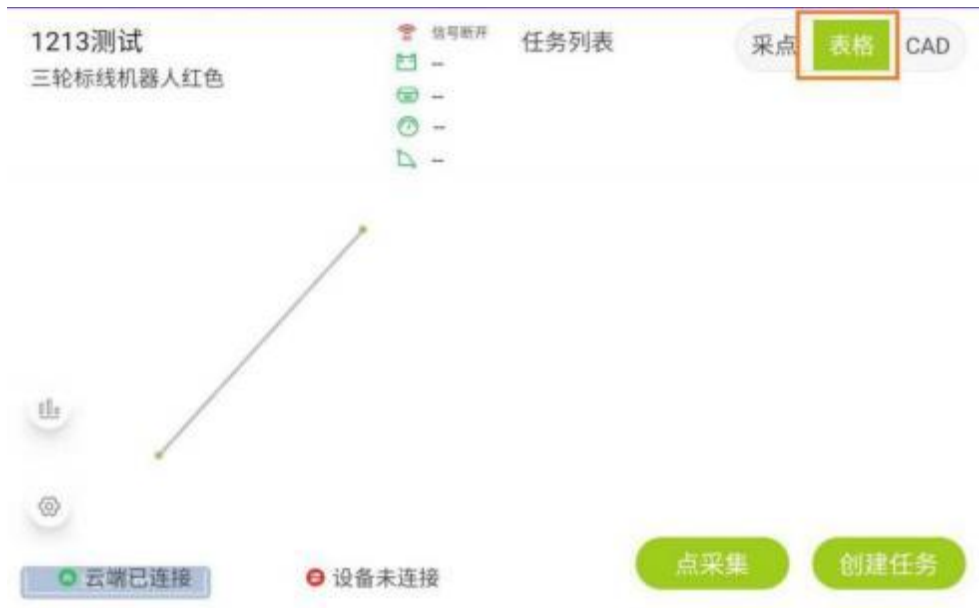 1213测试
三轮标线机器人红色
信号断开
--
--
--
--
任务列表
采点 表格 CAD
点采集 创建任务
云端已连接 设备未连接